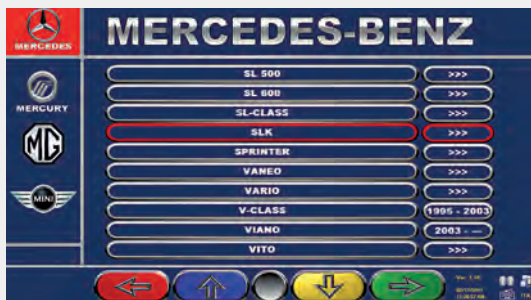 MERCEDES
MERCEDES-BENZ
MERCURY
MG
MINI
SL 500 >>>
SL 600 >>>
SL-CLASS >>>
SLK >>>
SPRINTER >>>
VANEO >>>
VARIO >>>
V-CLASS 1995 - 2003
VIANO 2003 - —
VITO >>>